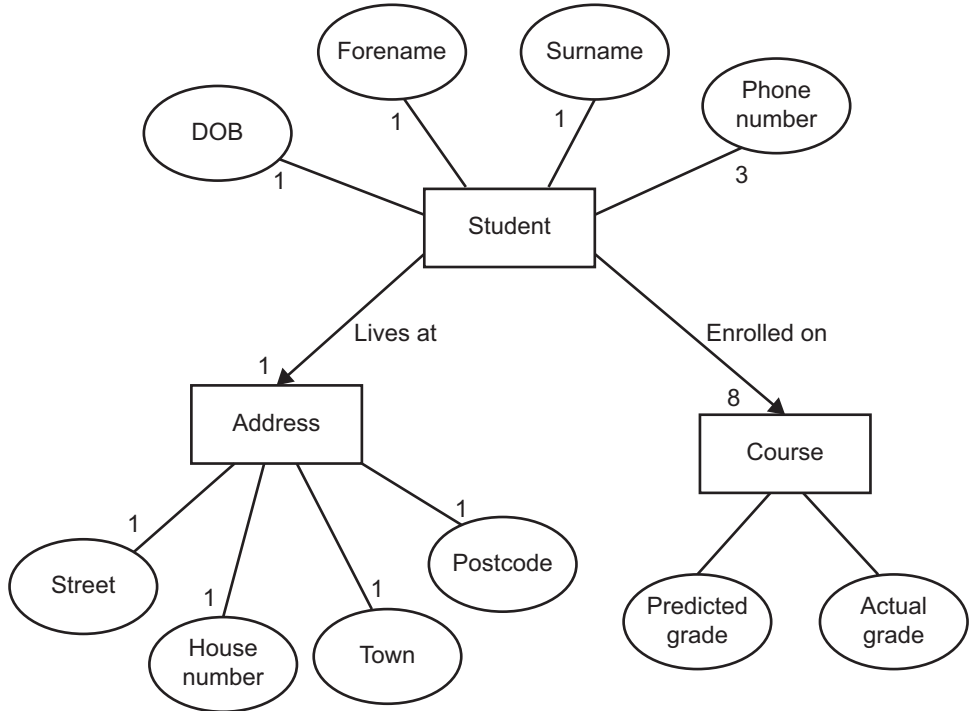 Forename
Surname
Phone
number
DOB
1
1
1
3
Student
Lives at
Enrolled on
1
8
Address
Course
1
1
Street
Postcode
1
1
House
number
Town
Predicted
grade
Actual
grade